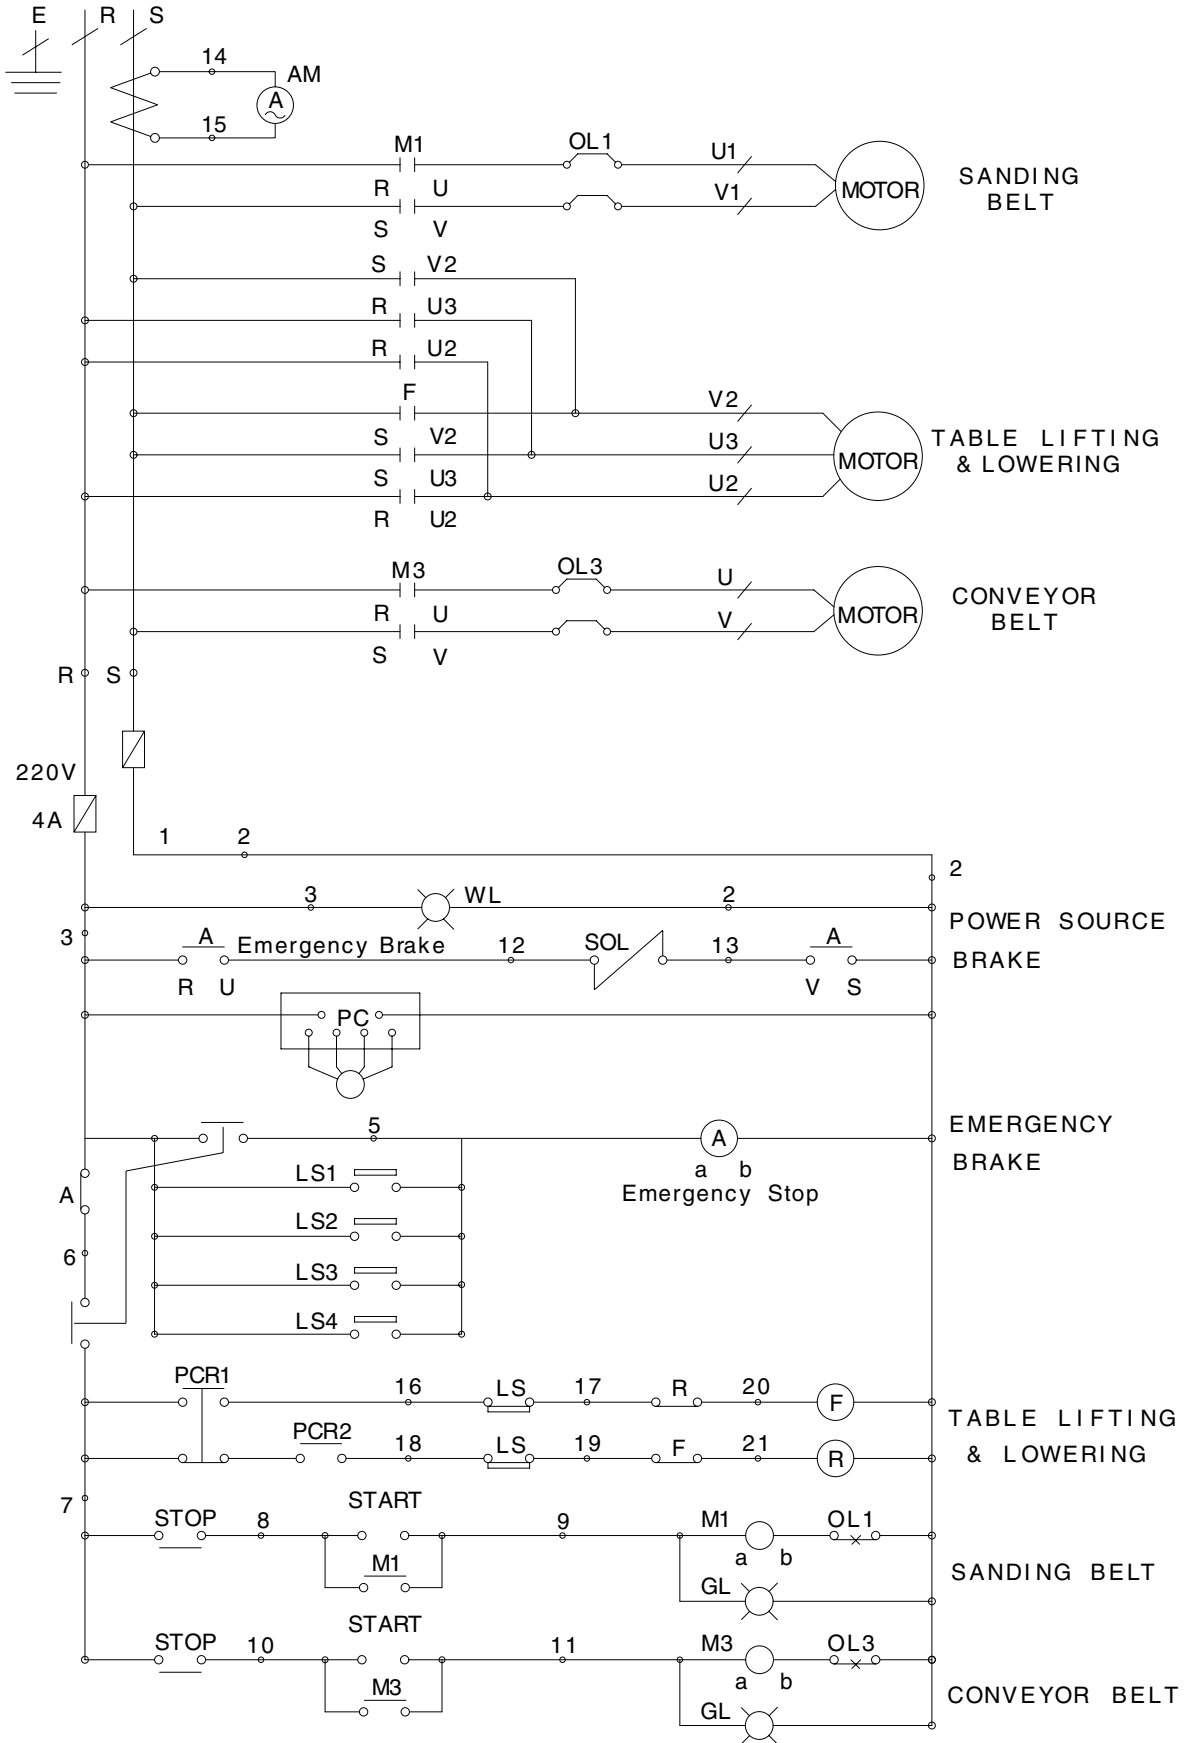 E R S
14
AM
A
15
M1 OL1 U1
MOTOR
SANDING
BELT
R U V1
S V
S V2
R U3
R U2
F V2
S V2 U3
MOTOR
TABLE LIFTING
& LOWERING
S U3 U2
R U2
M3 OL3 U
MOTOR
CONVEYOR
BELT
R U V
S V
R S
220V
4A
1 2
2
3 WL 2
POWER SOURCE
3
A Emergency Brake 12 SOL 13 A
BRAKE
R U V S
PC
5 A
EMERGENCY
BRAKE
a b
Emergency Stop
LS1
A
LS2
6
LS3
LS4
PCR1 16 LS 17 R 20 F
TABLE LIFTING
& LOWERING
PCR2 18 LS 19 F 21 R
7
START
STOP 8 9 M1 OL1
M1 a b
SANDING BELT
GL
START
STOP 10 11 M3 OL3
M3 a b
CONVEYOR BELT
GL